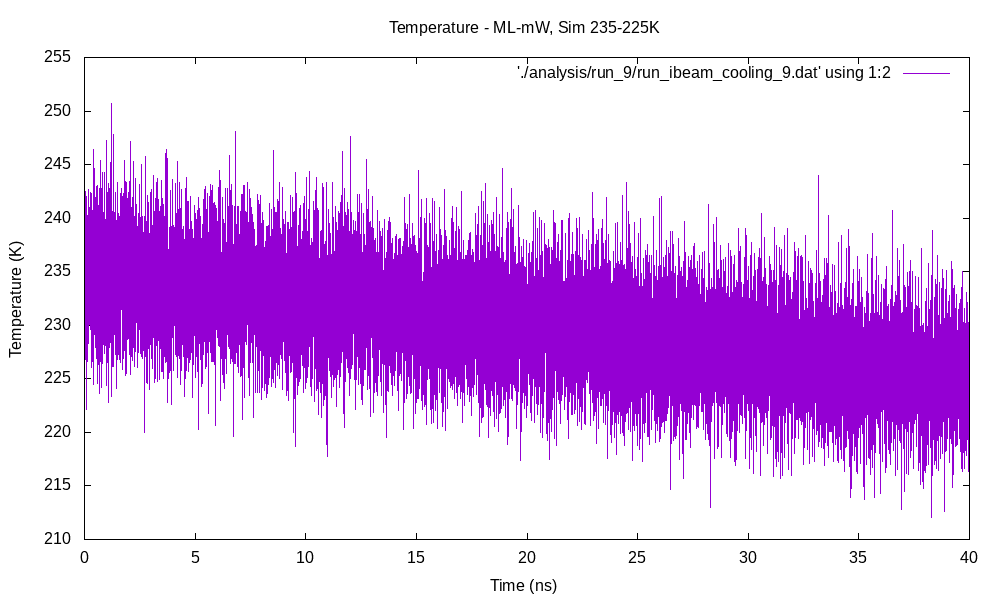 Temperature - ML-mW, Sim 235-225K
'./analysis/run_9/run_ibeam_cooling_9.dat' using 1:2
255
250
245
240
235
230
225
220
215
210
Temperature (K)
0 5 10 15 20 25 30 35 40
Time (ns)